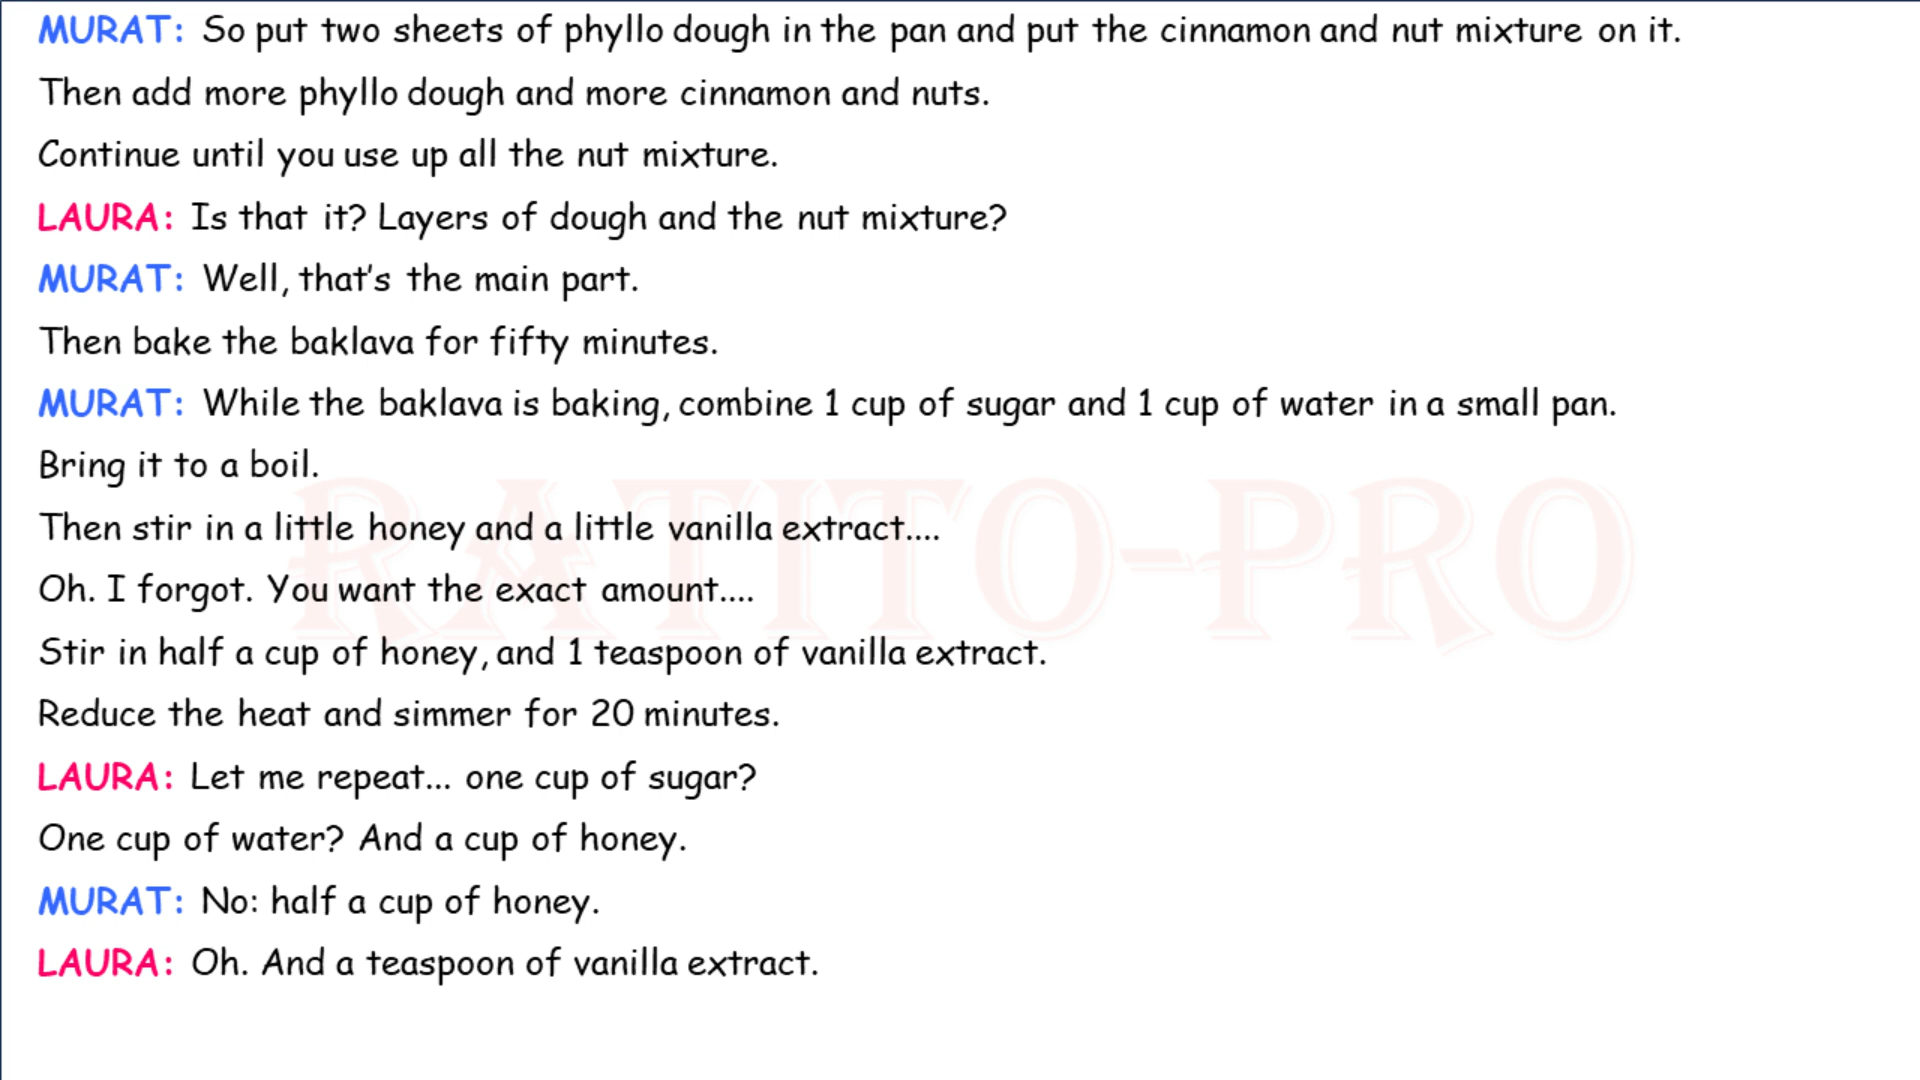 MURAT: So put two sheets of phyllo dough in the pan and put the cinnamon and nut mixture on it.
Then add more phyllo dough and more cinnamon and nuts.
Continue until you use up all the nut mixture.
LAURA: Is that it? Layers of dough and the nut mixture?
MURAT: Well, that's the main part.
Then bake the baklava for fifty minutes.
MURAT: While the baklava is baking, combine 1 cup of sugar and 1 cup of water in a small pan.
Bring it to a boil.
Then stir in a little honey and a little vanilla extract....
RATITO-PRO
Oh. I forgot. You want the exact amount....
Stir in half a cup of honey, and 1 teaspoon of vanilla extract.
Reduce the heat and simmer for 20 minutes.
LAURA: Let me repeat... one cup of sugar?
One cup of water? And a cup of honey.
MURAT: No: half a cup of honey.
LAURA: Oh. And a teaspoon of vanilla extract.